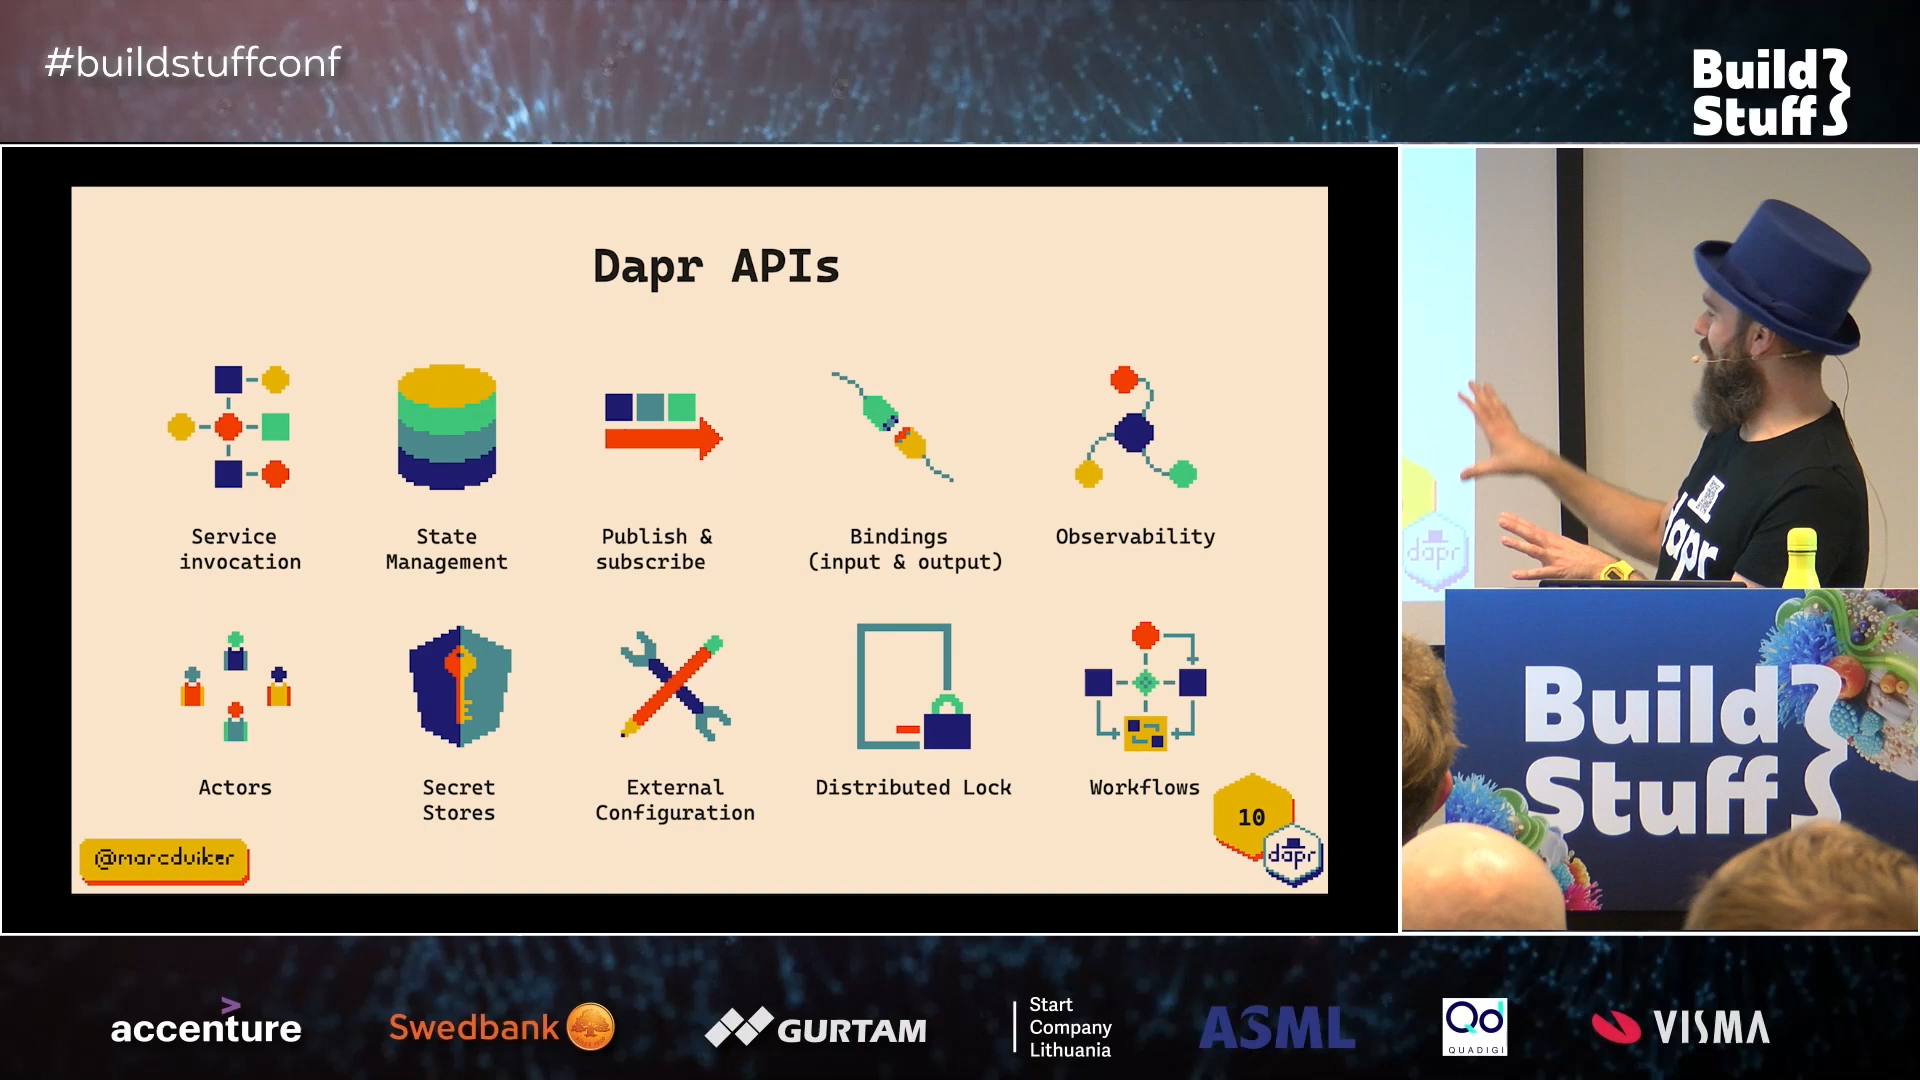 #buildstuffconf
Build
Stuff
Dapr APIs
Service
invocation
State
Management
Publish &
subscribe
Bindings
(input & output)
Observability
Actors
Secret
Stores
External
Configuration
Distributed Lock
Workflows
@marcduiker
10
dapr
dapr
dapr
Build
Stuff
accenture
Swedbank
GURTAM
Start
Company
Lithuania
ASML
Qd
QUADIGI
VISMA